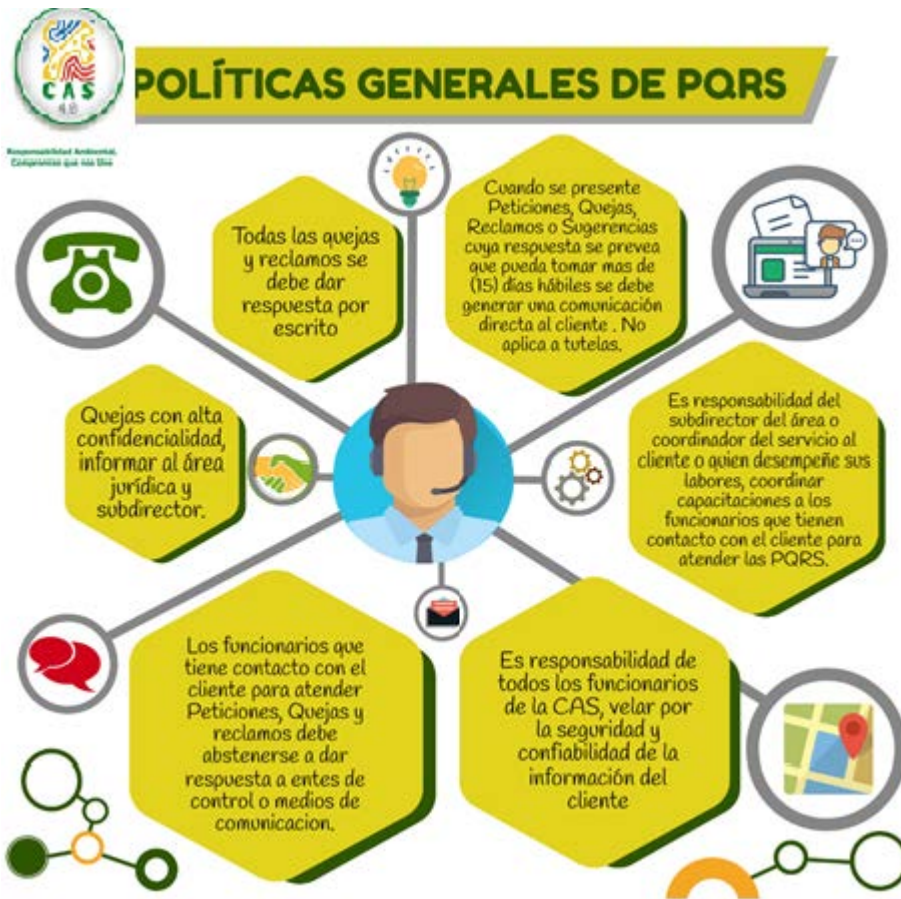 CAS
POLÍTICAS GENERALES DE PQRS
Responsabilidad Ambiental,
Compromiso que nos Une
Todas las quejas
y reclamos se
debe dar
respuesta por
escrito
Cuando se presente
Peticiones, Quejas,
Reclamos o Sugerencias
cuya respuesta se prevea
que pueda tomar mas de
(15) días hábiles se debe
generar una comunicación
directa al cliente . No
aplica a tutelas.
Quejas con alta
confidencialidad,
informar al área
jurídica y
subdirector.
Es responsabilidad del
subdirector del área o
coordinador del servicio al
cliente o quien desempeñe sus
labores, coordinar
capacitaciones a los
funcionarios que tienen
contacto con el cliente para
atender las PQRS.
Los funcionarios que
tiene contacto con el
cliente para atender
Peticiones, Quejas y
reclamos debe
abstenerse a dar
respuesta a entes de
control o medios de
comunicacion.
Es responsabilidad de
todos los funcionarios
de la CAS, velar por
la seguridad y
confiabilidad de la
información del
cliente